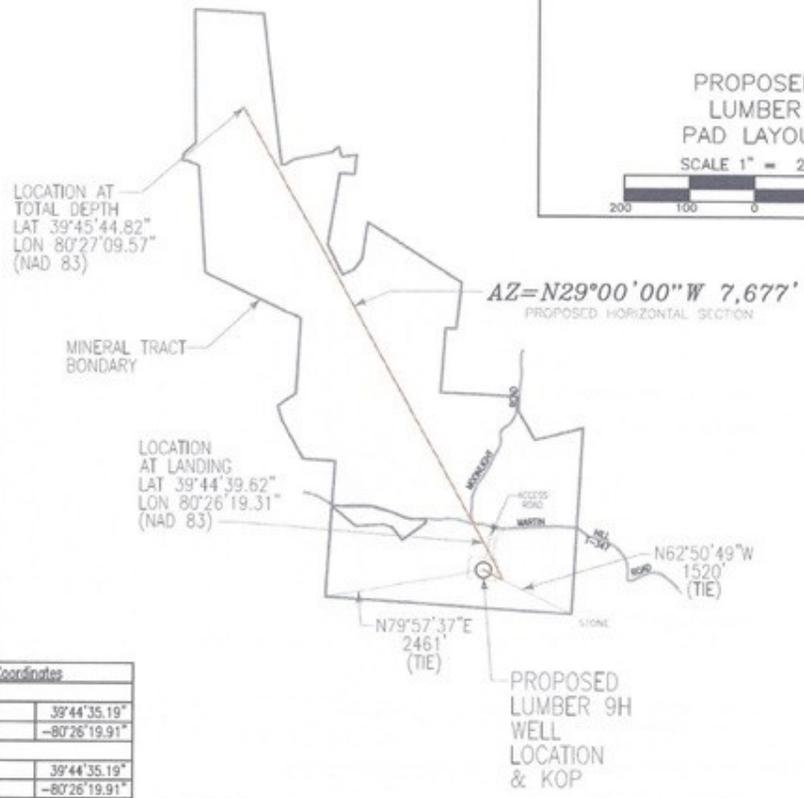 PROPOSED
LUMBER
PAD LAYOU
SCALE 1" = 2
200
100
0
LOCATION AT
TOTAL DEPTH
LAT 39°45'44.82"
LON 80°27'09.57"
(NAD 83)
AZ=N29°00'00"W 7,677'
PROPOSED HORIZONTAL SECTION
MINERAL TRACT
BONDARY
MOONLIGHT ROAD
LOCATION
AT LANDING
LAT 39°44'39.62"
LON 80°26'19.31"
(NAD 83)
ACCESS
ROAD
MARTIN HILL
T-347
ROAD
N62°50'49"W
1520'
(TIE)
N79°57'37"E
2461'
(TIE)
STONE
PROPOSED
LUMBER 9H
WELL
LOCATION
& KOP
Coordinates
39°44'35.19"
-80°26'19.91"
39°44'35.19"
-80°26'19.91"